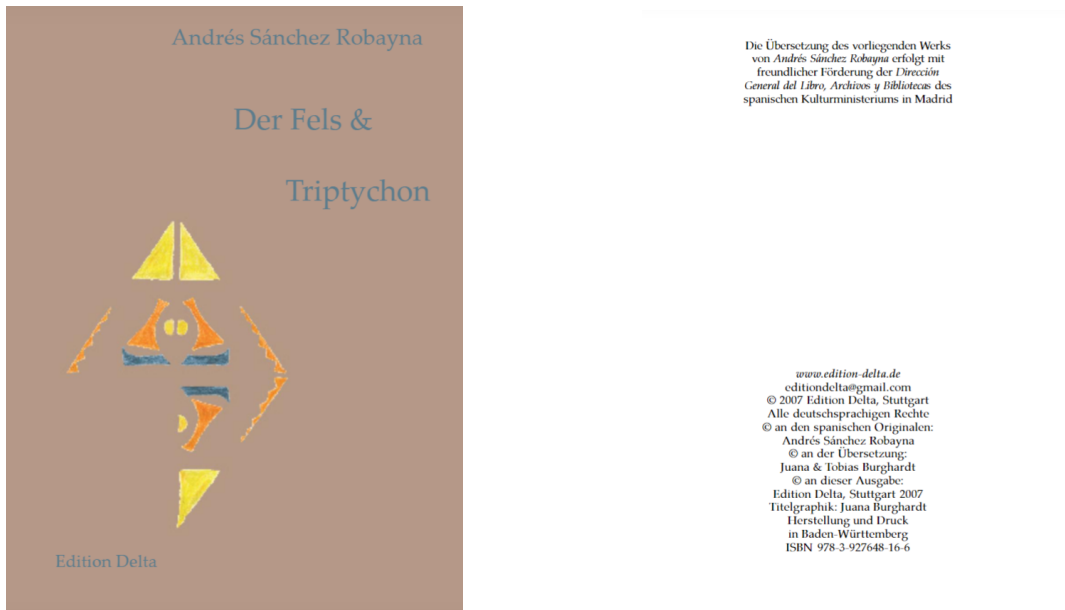 Andrés Sánchez Robayna
Der Fels &
Triptychon
Edition Delta
Die Übersetzung des vorliegenden Werks
von Andrés Sánchez Robayna erfolgt mit
freundlicher Förderung der Dirección
General del Libro, Archivos y Bibliotecas des
spanischen Kulturministeriums in Madrid
www.edition-delta.de
editiondelta@gmail.com
© 2007 Edition Delta, Stuttgart
Alle deutschsprachigen Rechte
© an den spanischen Originalen:
Andrés Sánchez Robayna
© an der Übersetzung:
Juana & Tobias Burghardt
© an dieser Ausgabe:
Edition Delta, Stuttgart 2007
Titelgraphik: Juana Burghardt
Herstellung und Druck
in Baden-Württemberg
ISBN 978-3-927648-16-6